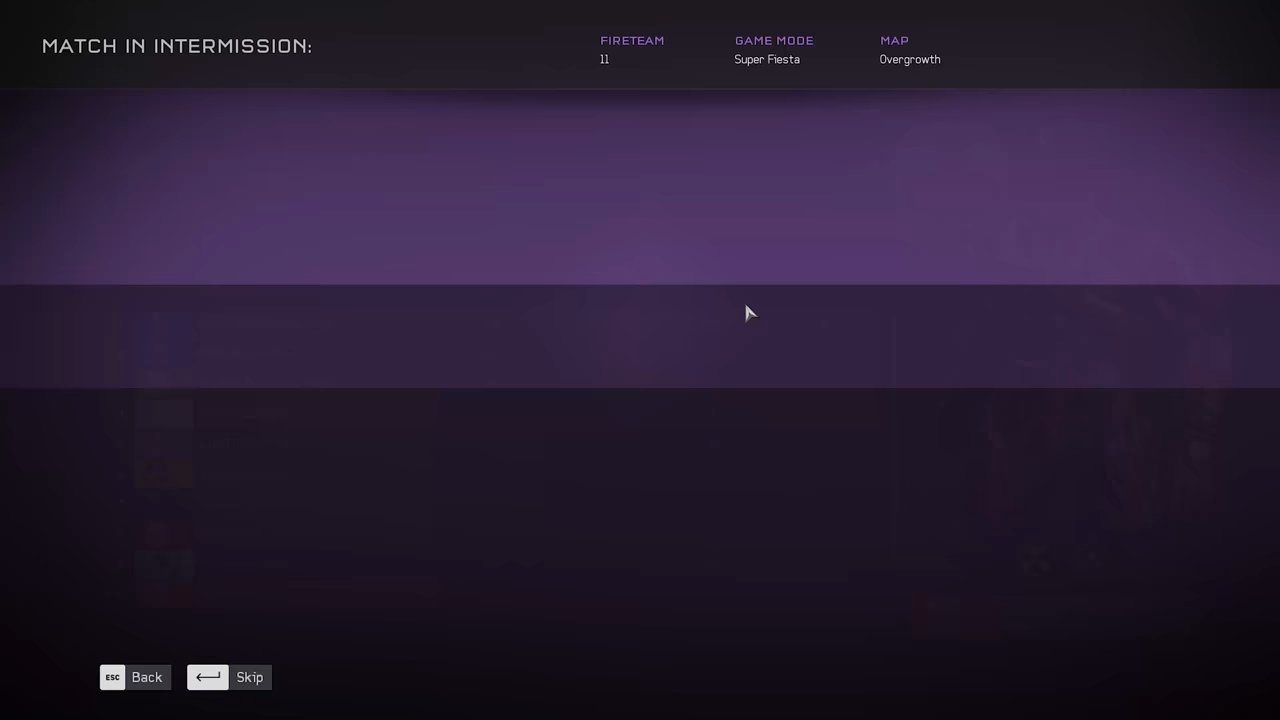 MATCH IN INTERMISSION:
FIRETEAM
11
GAME MODE
Super Fiesta
MAP
Overgrowth
ESC Back
Skip